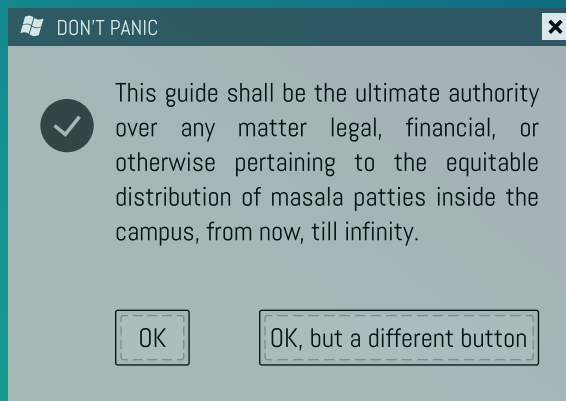 DON'T PANIC
This guide shall be the ultimate authority
over any matter legal, financial, or
otherwise pertaining to the equitable
distribution of masala patties inside the
campus, from now, till infinity.
OK
OK, but a different button